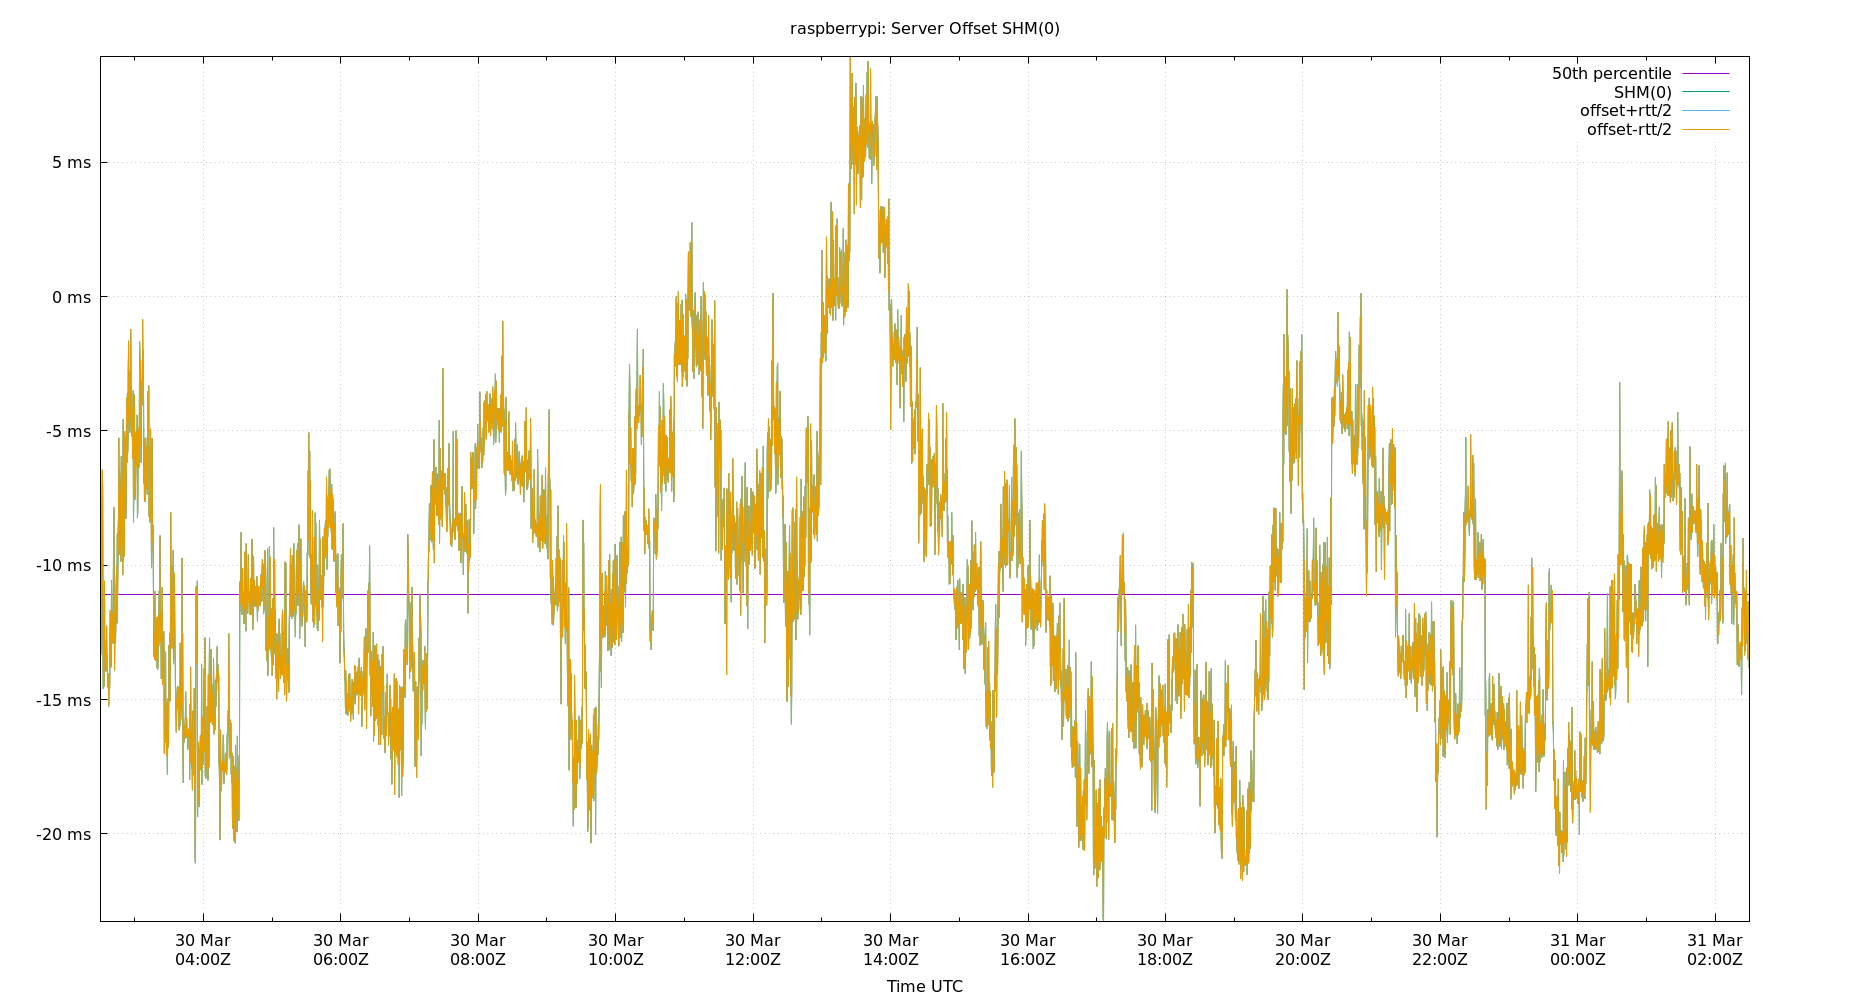 raspberrypi: Server Offset SHM(0)
50th percentile
SHM(0)
offset+rtt/2
offset-rtt/2
5 ms
0 ms
-5 ms
-10 ms
-15 ms
-20 ms
30 Mar 30 Mar 30 Mar 30 Mar 30 Mar 30 Mar 30 Mar 30 Mar 30 Mar 30 Mar 31 Mar 31 Mar
04:00Z 06:00Z 08:00Z 10:00Z 12:00Z 14:00Z 16:00Z 18:00Z 20:00Z 22:00Z 00:00Z 02:00Z
Time UTC